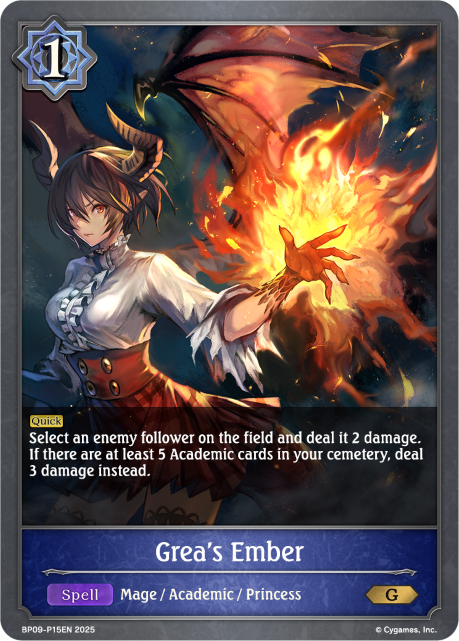 1
Quick
Select an enemy follower on the field and deal it 2 damage.
If there are at least 5 Academic cards in your cemetery, deal
3 damage instead.
Grea's Ember
Spell Mage / Academic / Princess G
BP09-P15EN 2025 © Cygames, Inc.